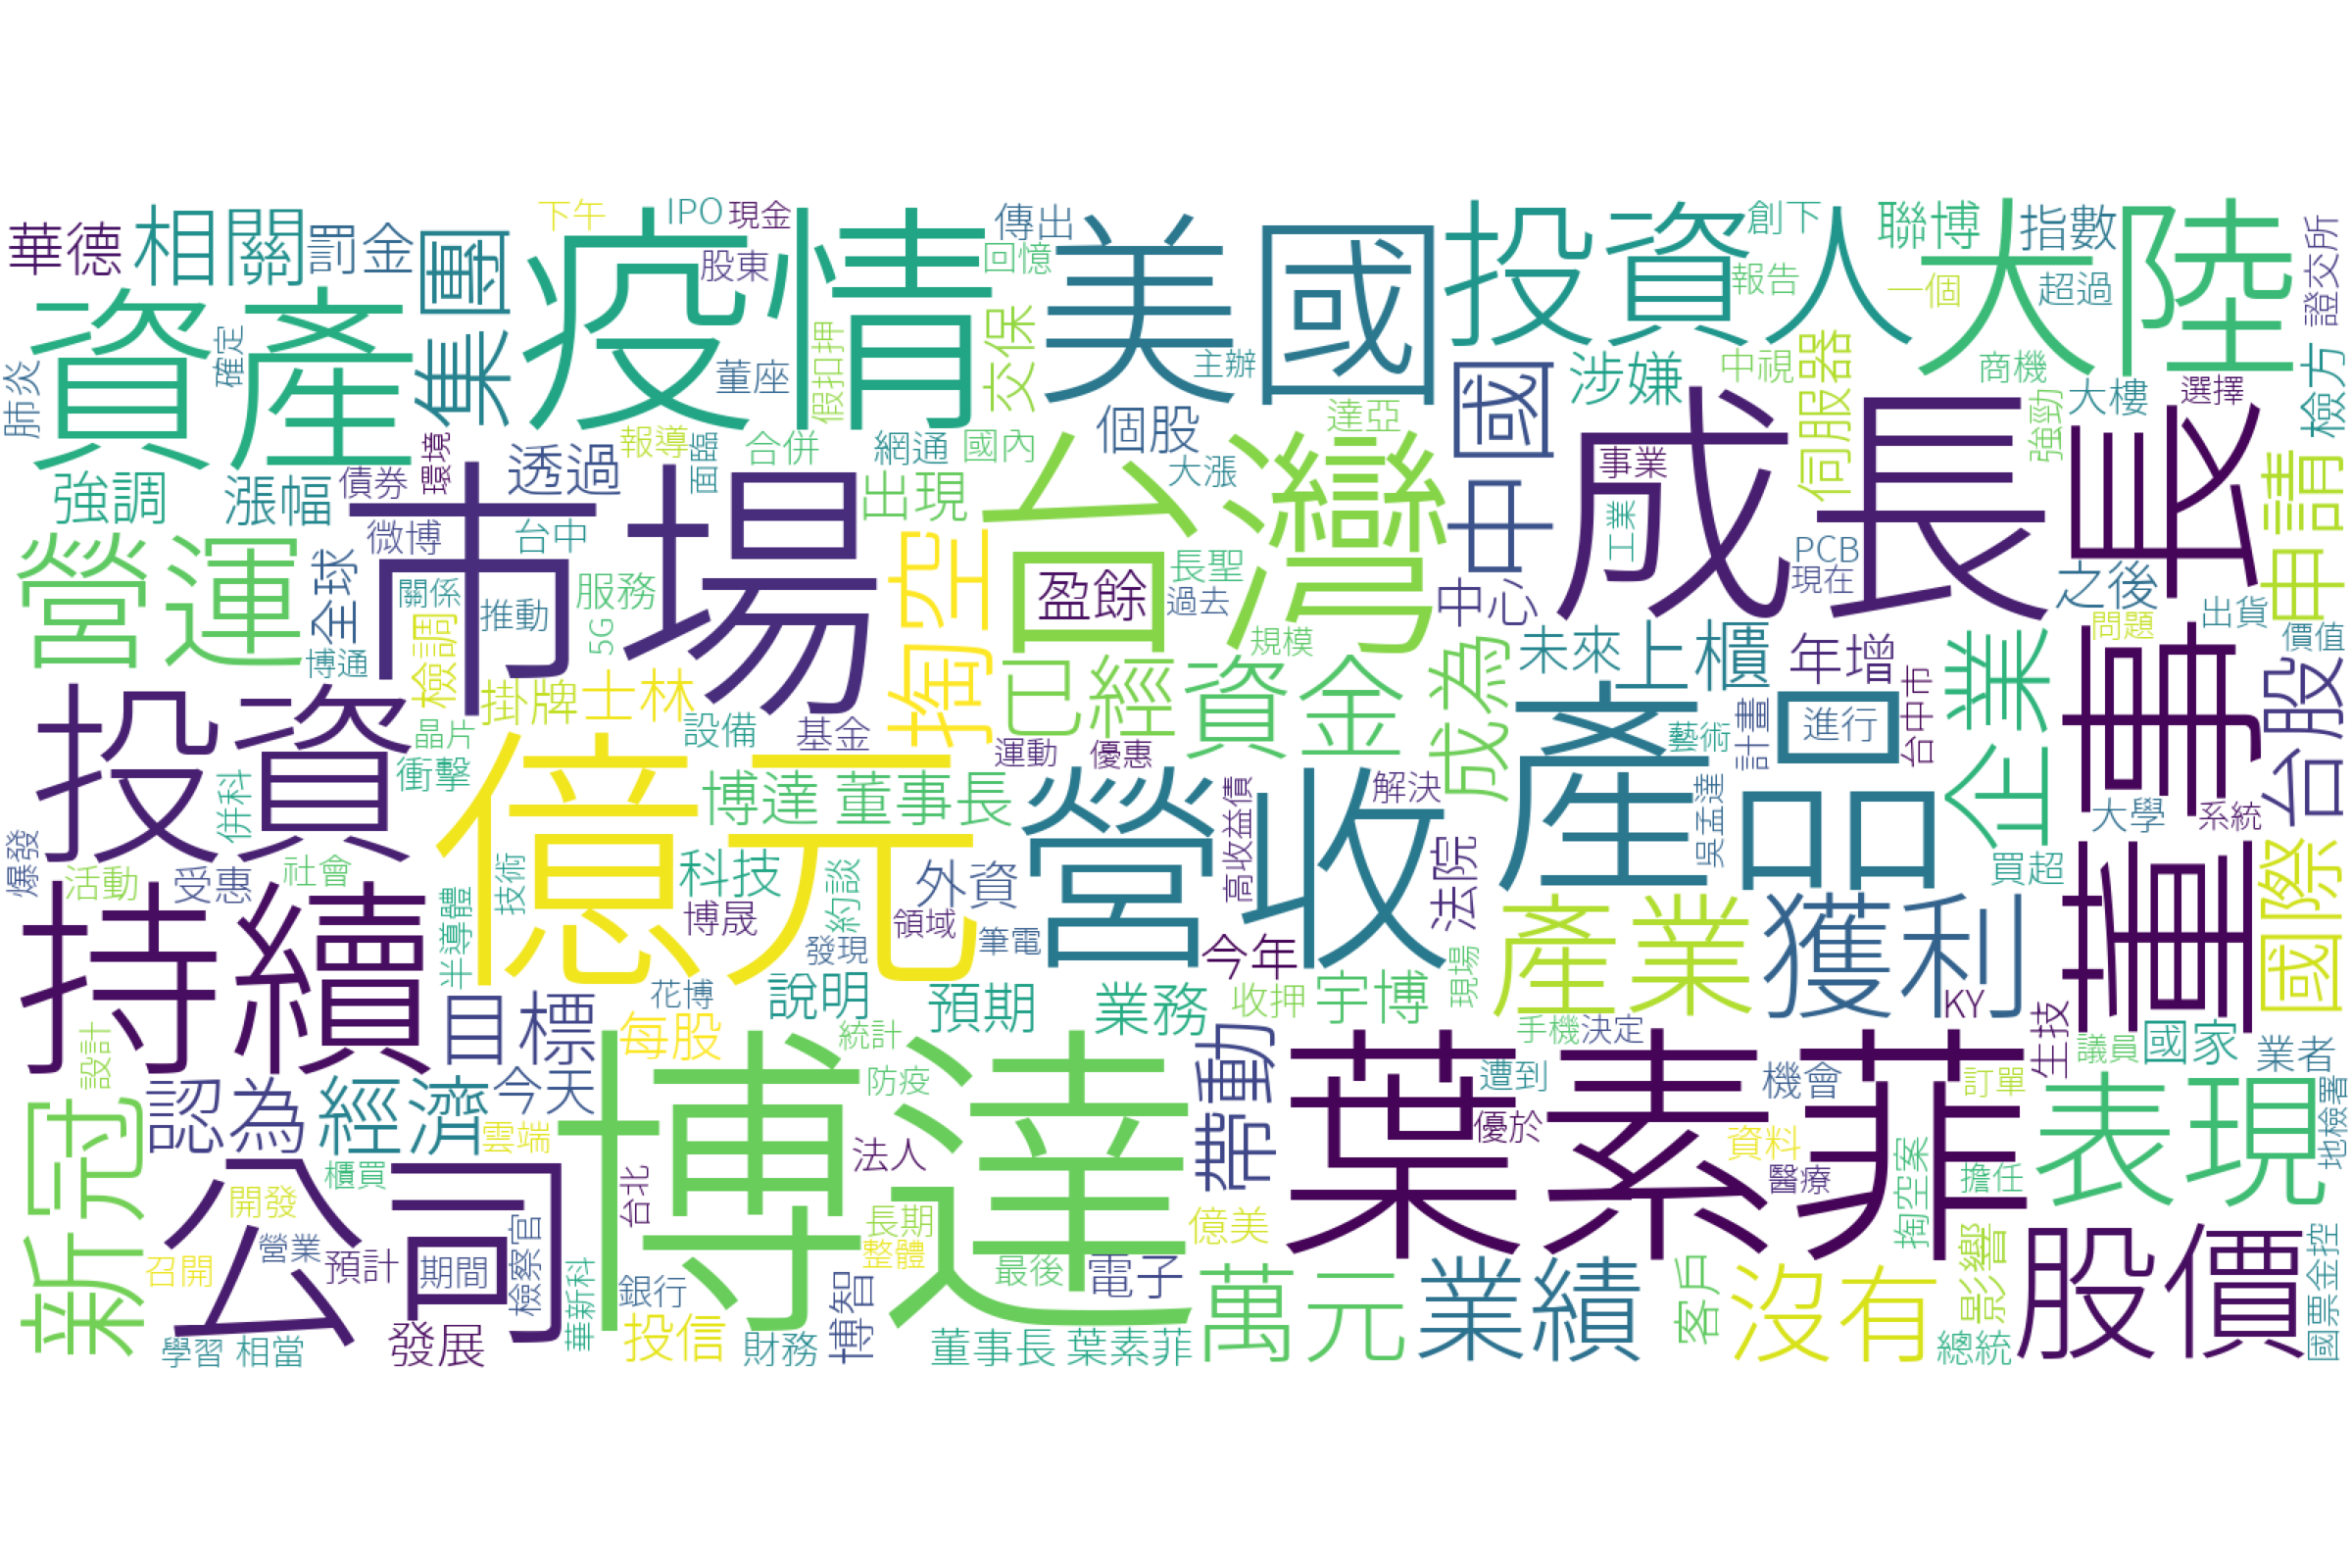 下午
IPO
現金
傳出
創下
華德
相關
罰金
集團
疫情
股東
回憶
美國
投資人
報告
聯博
大陸
指數
一個
超過
證交所
資產
確定
董座
假扣押
交保
主辦
中國
涉嫌
中視
伺服器
商機
檢方
肺炎
個股
達亞
成長
董事長
大樓
選擇
強調
漲幅
債券
環境
透過
報導
面臨
合併
網通
國內
出現
台灣
大漲
事業
強勁
申請
營運
全球
微博
市場
台中
服務
5G
掏空
盈餘
長聖
過去
中心
工業
PCB
現在
之後
出貨
關係
推動
博通
檢調
掛牌
士林
已經
資金
規模
成為
未來
上櫃
年增
企業
問題
價值
台股
投資
晶片
衝擊
併科
億元
設備
基金
運動
優惠
產品
藝術
計畫
進行
台中市
博達 董事長
營收
解決
吳孟達
大學
系統
爆發
活動
受惠
社會
科技
約談
外資
高收益債
法院
買超
國際
持續
半導體
技術
博晟
發現
領域
筆電
今年
產業
獲利
目標
花博
說明
預期
業務
收押
宇博
現場
KY
設計
每股
統計
博達
帶動
葉素菲
手機
決定
生技
議員
國家
業者
新冠
認為
經濟
今天
防疫
遭到
機會
訂單
表現
地檢署
雲端
法人
優於
資料
醫療
掏空案
擔任
公司
櫃買
開發
台北
長期
億美
召開
營業
預計
期間
檢察官
華新科
銀行
整體
最後
電子
萬元
業績
客戶
沒有
影響
股價
國票金控
學習
相當
發展
投信
財務
博智
董事長 葉素菲
總統